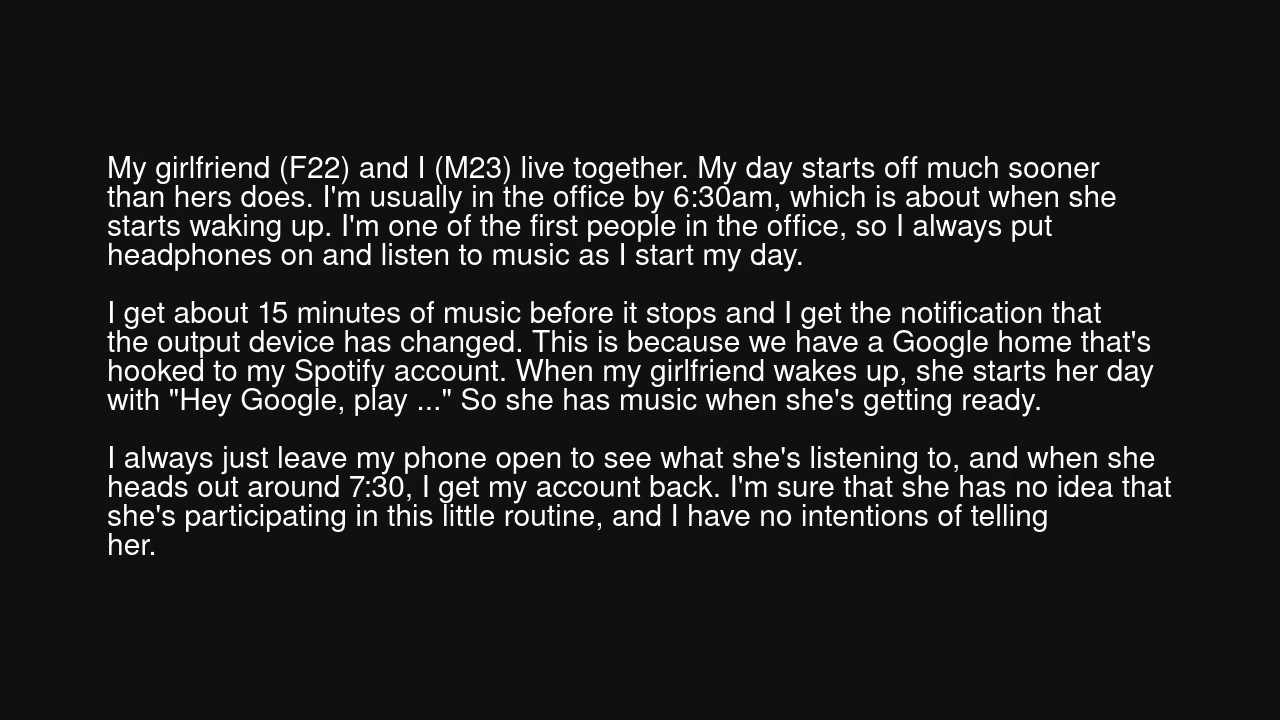 My girlfriend (F22) and I (M23) live together. My day starts off much sooner
than hers does. I'm usually in the office by 6:30am, which is about when she
starts waking up. I'm one of the first people in the office, so I always put
headphones on and listen to music as I start my day.
I get about 15 minutes of music before it stops and I get the notification that
the output device has changed. This is because we have a Google home that's
hooked to my Spotify account. When my girlfriend wakes up, she starts her day
with "Hey Google, play ..." So she has music when she's getting ready.
I always just leave my phone open to see what she's listening to, and when she
heads out around 7:30, I get my account back. I'm sure that she has no idea that
she's participating in this little routine, and I have no intentions of telling
her.